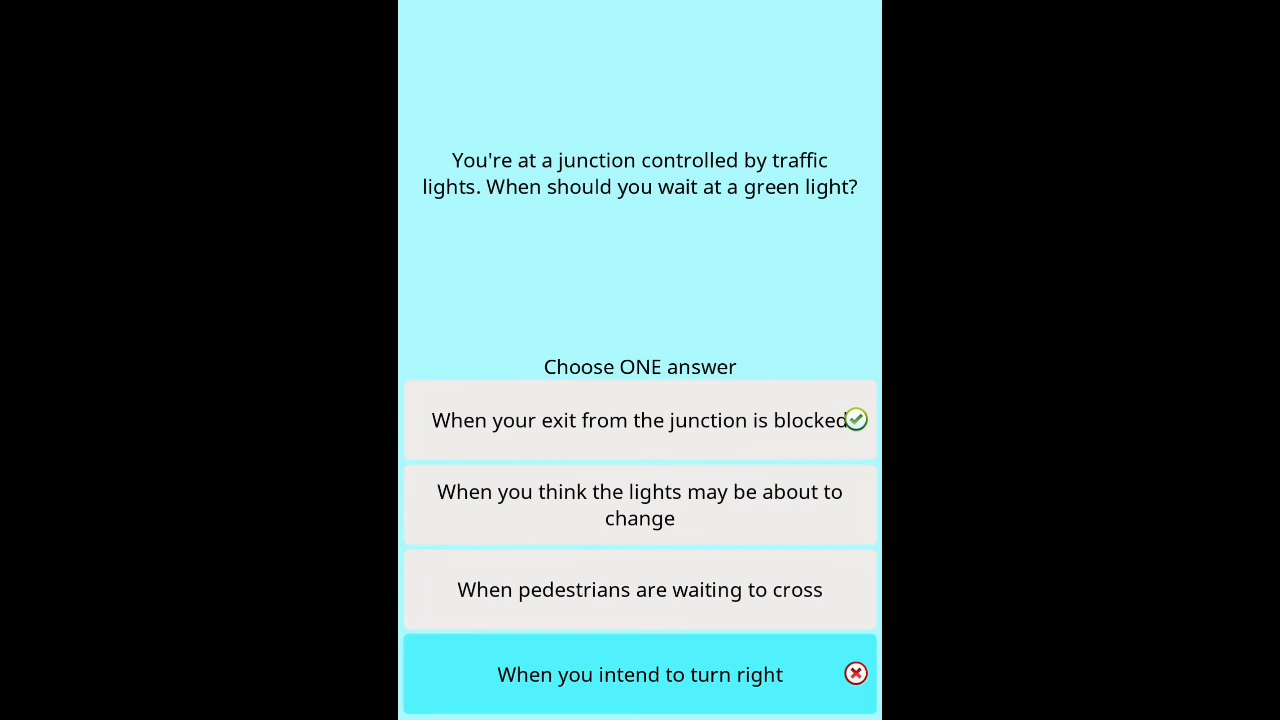 You're at a junction controlled by traffic
lights. When should you wait at a green light?
Choose ONE answer
When your exit from the junction is blocked
When you think the lights may be about to
change
When pedestrians are waiting to cross
When you intend to turn right